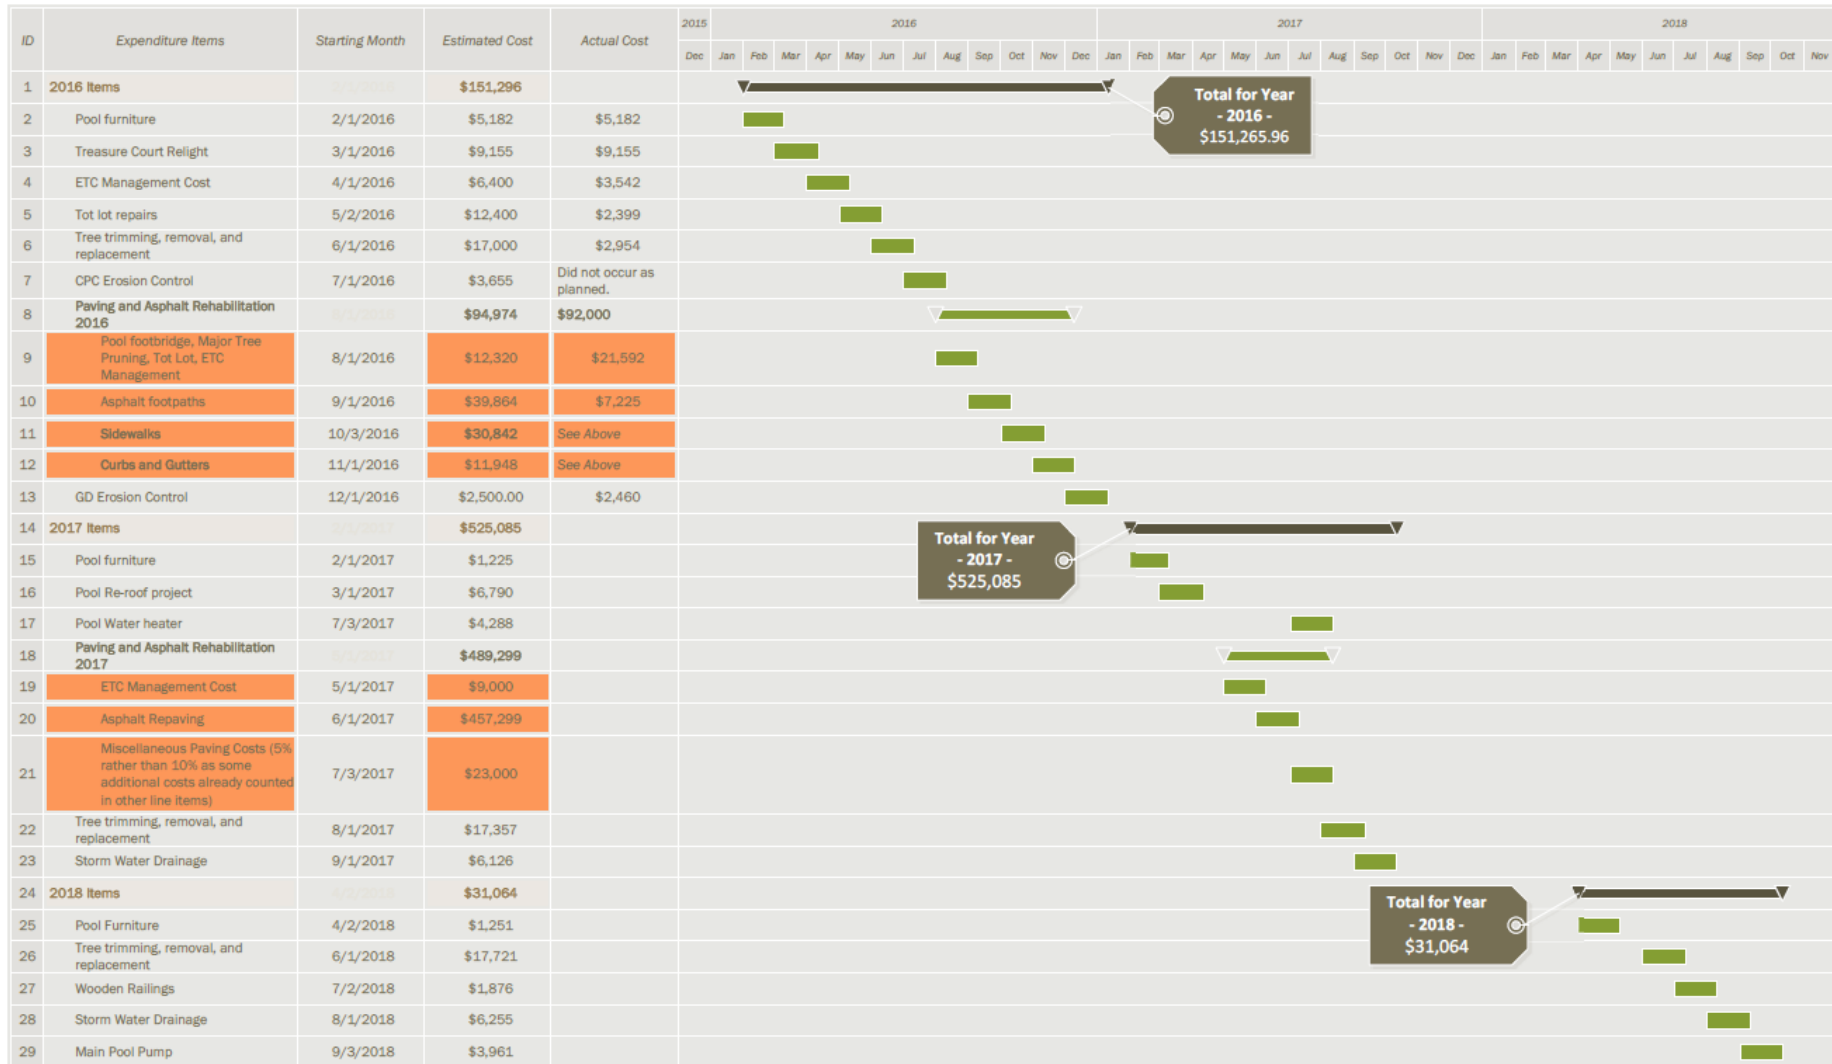 ID Expenditure Items Starting Month Estimated Cost Actual Cost 2015 2016 2017 2018
Dec Jan Feb Mar Apr May Jun Jul Aug Sep Oct Nov Dec Jan Feb Mar Apr May Jun Jul Aug Sep Oct Nov Dec Jan Feb Mar Apr May Jun Jul Aug Sep Oct Nov
1 2016 Items $151,296
Total for Year
- 2016 -
$151,265.96
2 Pool furniture 2/1/2016 $5,182 $5,182
3 Treasure Court Relight 3/1/2016 $9,155 $9,155
4 ETC Management Cost 4/1/2016 $6,400 $3,542
5 Tot lot repairs 5/2/2016 $12,400 $2,399
6 Tree trimming, removal, and
replacement 6/1/2016 $17,000 $2,954
7 CPC Erosion Control 7/1/2016 $3,655 Did not occur as
planned.
8 Paving and Asphalt Rehabilitation
2016 $94,974 $92,000
9 Pool footbridge, Major Tree
Pruning, Tot Lot, ETC
Management 8/1/2016 $12,320 $21,592
10 Asphalt footpaths 9/1/2016 $39,864 $7,225
11 Sidewalks 10/3/2016 $30,842 See Above
12 Curbs and Gutters 11/1/2016 $11,948 See Above
13 GD Erosion Control 12/1/2016 $2,500.00 $2,460
14 2017 Items 2/1/2017 $525,085
Total for Year
- 2017 -
$525,085
15 Pool furniture 2/1/2017 $1,225
16 Pool Re-roof project 3/1/2017 $6,790
17 Pool Water heater 7/3/2017 $4,288
18 Paving and Asphalt Rehabilitation
2017 $489,299
19 ETC Management Cost 5/1/2017 $9,000
20 Asphalt Repaving 6/1/2017 $457,299
21 Miscellaneous Paving Costs (5%
rather than 10% as some
additional costs already counted
in other line items) 7/3/2017 $23,000
22 Tree trimming, removal, and
replacement 8/1/2017 $17,357
23 Storm Water Drainage 9/1/2017 $6,126
24 2018 Items $31,064
Total for Year
- 2018 -
$31,064
25 Pool Furniture 4/2/2018 $1,251
26 Tree trimming, removal, and
replacement 6/1/2018 $17,721
27 Wooden Railings 7/2/2018 $1,876
28 Storm Water Drainage 8/1/2018 $6,255
29 Main Pool Pump 9/3/2018 $3,961